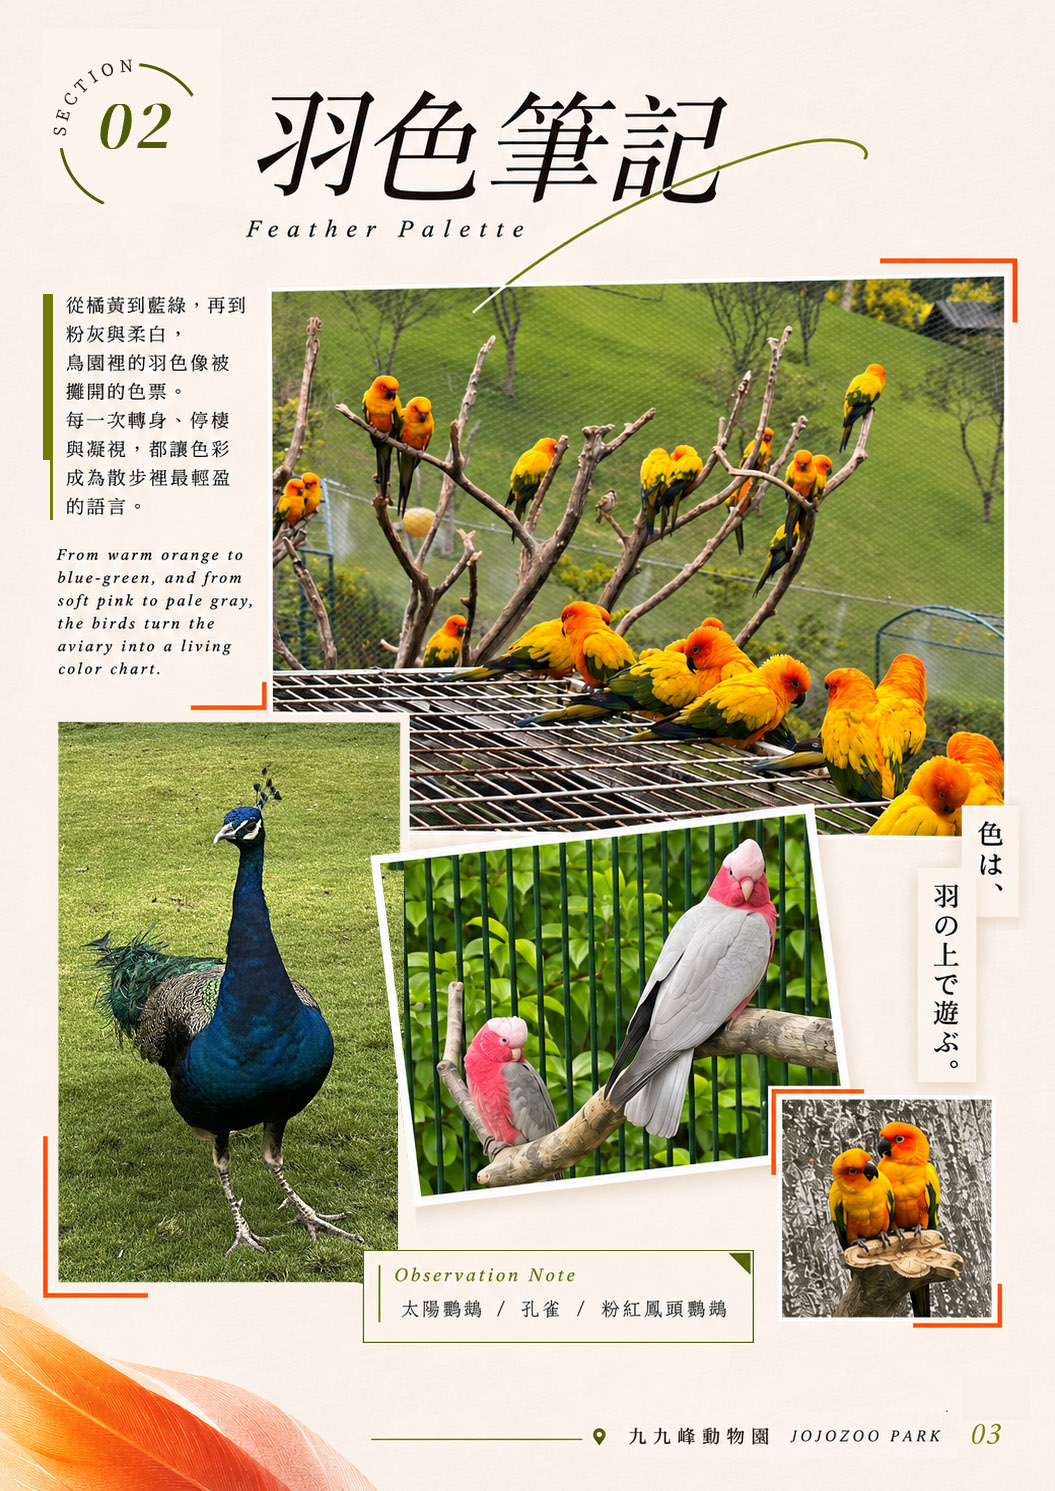 SECTION
02
羽色筆記
Feather Palette
從橘黃到藍綠，再到
粉灰與柔白，
鳥園裡的羽色像被
攤開的色票。
每一次轉身、停棲
與凝視，都讓色彩
成為散步裡最輕盈
的語言。
From warm orange to
blue-green, and from
soft pink to pale gray,
the birds turn the
aviary into a living
color chart.
色は、
羽の上で遊ぶ。
Observation Note
太陽鸚鵡 / 孔雀 / 粉紅鳳頭鸚鵡
九九峰動物園 JOJOZOO PARK 03